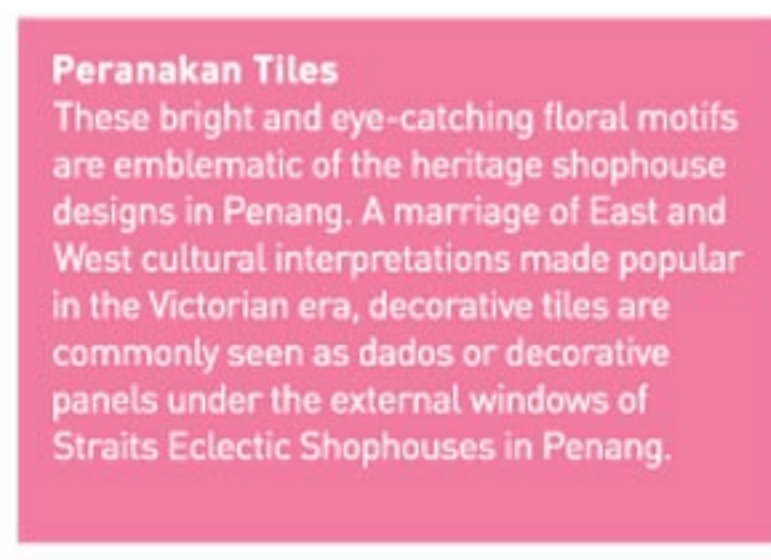 Peranakan Tiles
These bright and eye-catching floral motifs
are emblematic of the heritage shophouse
designs in Penang. A marriage of East and
West cultural interpretations made popular
in the Victorian era, decorative tiles are
commonly seen as dados or decorative
panels under the external windows of
Straits Eclectic Shophouses in Penang.